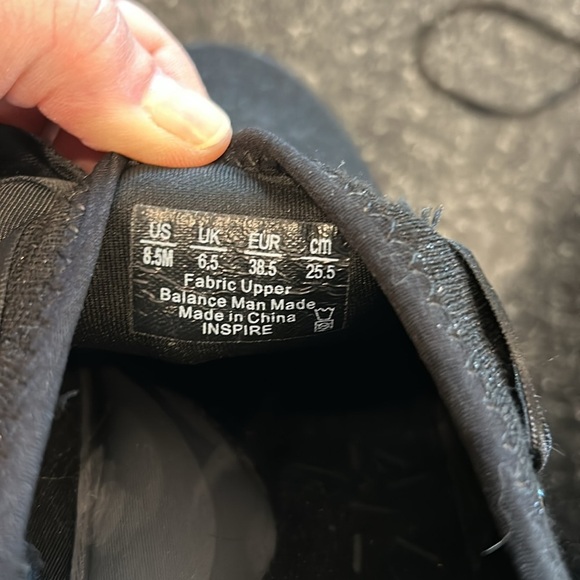 US UK EUR cm
8.5M 6.5 38.5 25.5
Fabric Upper
Balance Man Made
Made in China
INSPIRE